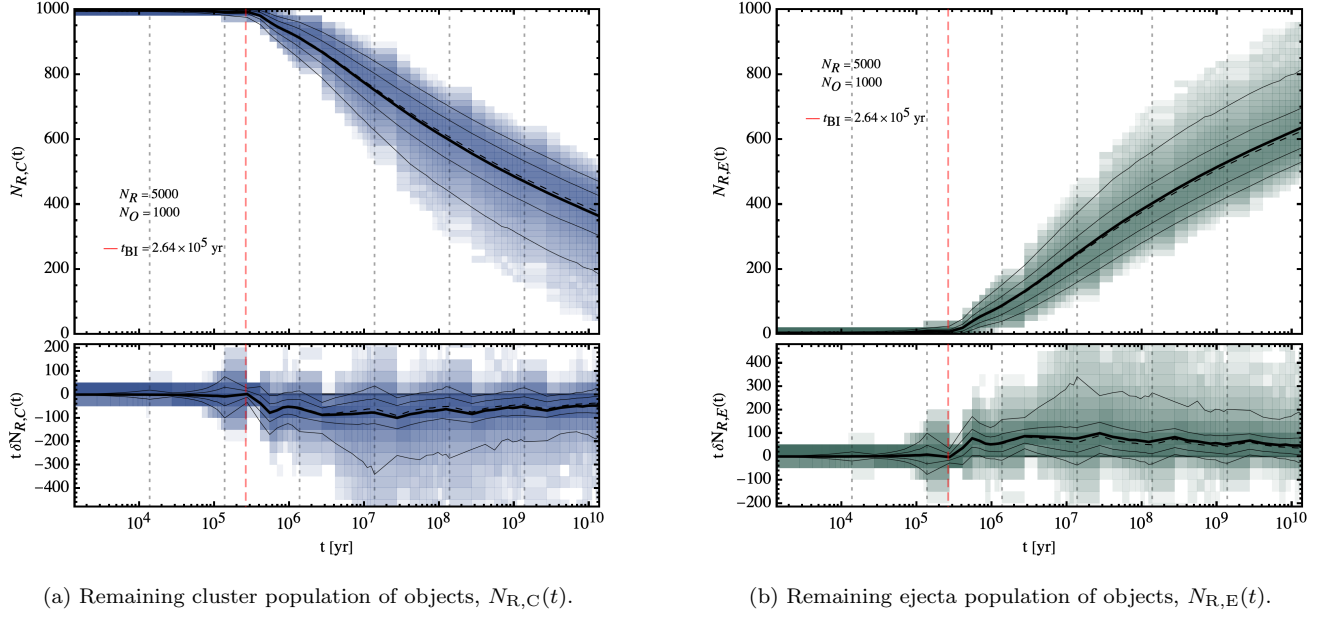 N_{R,C}(t)
1000
800
600
400
200
0
N_R = 5000
N_O = 1000
t_{BI} = 2.64 × 10^5 yr
t δN_{R,C}(t)
200
100
0
−100
−200
−300
−400
10^4 10^5 10^6 10^7 10^8 10^9 10^10
t [yr]
(a) Remaining cluster population of objects, N_{R,C}(t).
N_{R,E}(t)
1000
800
600
400
200
0
N_R = 5000
N_O = 1000
t_{BI} = 2.64 × 10^5 yr
t δN_{R,E}(t)
400
300
200
100
0
−100
−200
10^4 10^5 10^6 10^7 10^8 10^9 10^10
t [yr]
(b) Remaining ejecta population of objects, N_{R,E}(t).